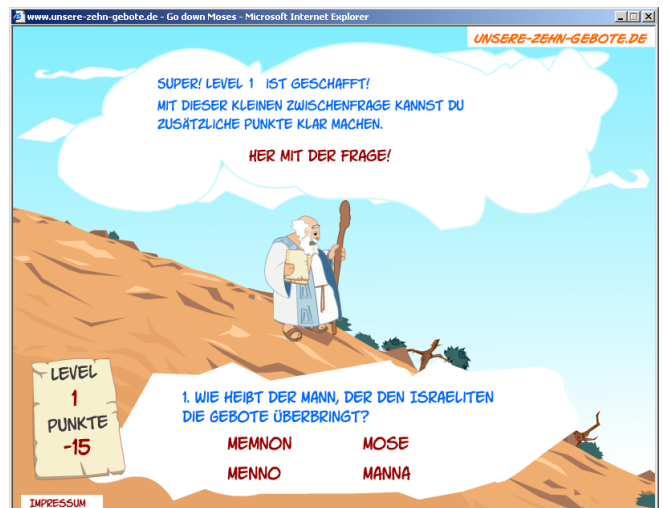 www.unsere-zehn-gebote.de - Go down Moses - Microsoft Internet Explorer
UNSERE-ZEHN-GEBOTE.DE
SUPER! LEVEL 1 IST GESCHAFFT!
MIT DIESER KLEINEN ZWISCHENFRAGE KANNST DU
ZUSÄTZLICHE PUNKTE KLAR MACHEN.
HER MIT DER FRAGE!
LEVEL
1
PUNKTE
-15
1. WIE HEIßT DER MANN, DER DEN ISRAELITEN
DIE GEBOTE ÜBERBRINGT?
MEMNON MOSE
MENNO MANNA
IMPRESSUM